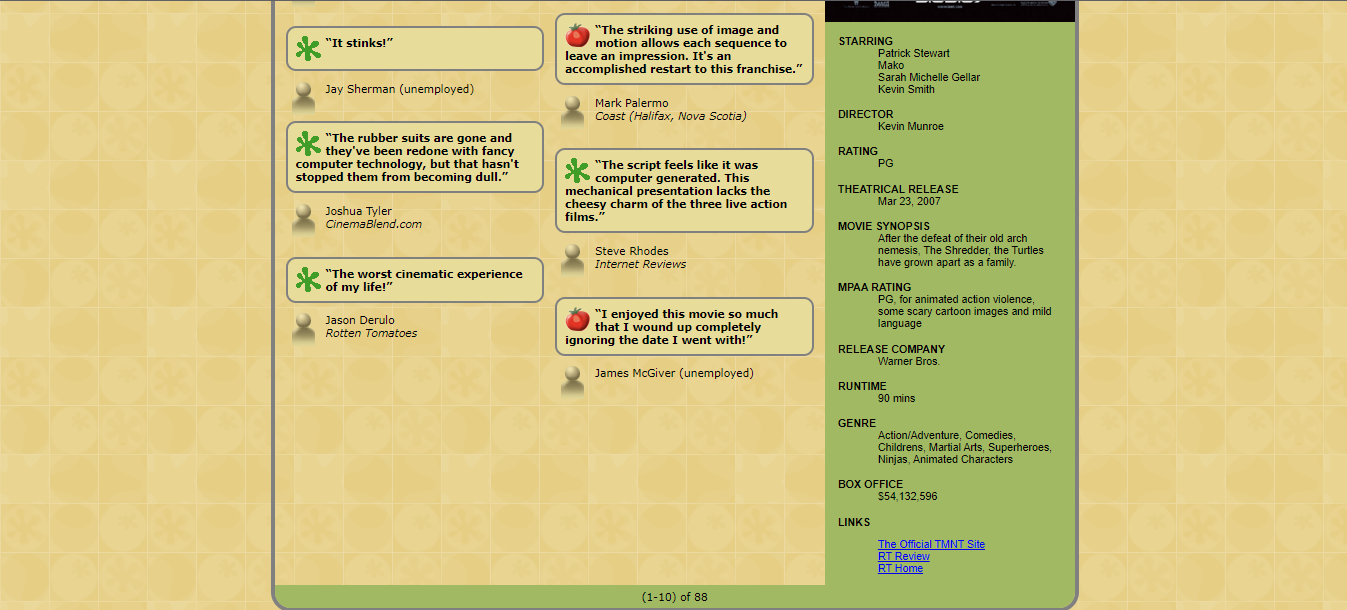 “It stinks!”
Jay Sherman (unemployed)
“The rubber suits are gone and
they've been redone with fancy
computer technology, but that hasn't
stopped them from becoming dull.”
Joshua Tyler
CinemaBlend.com
“The worst cinematic experience
of my life!”
Jason Derulo
Rotten Tomatoes
“The striking use of image and
motion allows each sequence to
leave an impression. It's an
accomplished restart to this franchise.”
Mark Palermo
Coast (Halifax, Nova Scotia)
“The script feels like it was
computer generated. This
mechanical presentation lacks the
cheesy charm of the three live action
films.”
Steve Rhodes
Internet Reviews
“I enjoyed this movie so much
that I wound up completely
ignoring the date I went with!”
James McGiver (unemployed)
STARRING
Patrick Stewart
Mako
Sarah Michelle Gellar
Kevin Smith
DIRECTOR
Kevin Munroe
RATING
PG
THEATRICAL RELEASE
Mar 23, 2007
MOVIE SYNOPSIS
After the defeat of their old arch
nemesis, The Shredder, the Turtles
have grown apart as a family.
MPAA RATING
PG, for animated action violence,
some scary cartoon images and mild
language
RELEASE COMPANY
Warner Bros.
RUNTIME
90 mins
GENRE
Action/Adventure, Comedies,
Childrens, Martial Arts, Superheroes,
Ninjas, Animated Characters
BOX OFFICE
$54,132,596
LINKS
The Official TMNT Site
RT Review
RT Home
(1-10) of 88